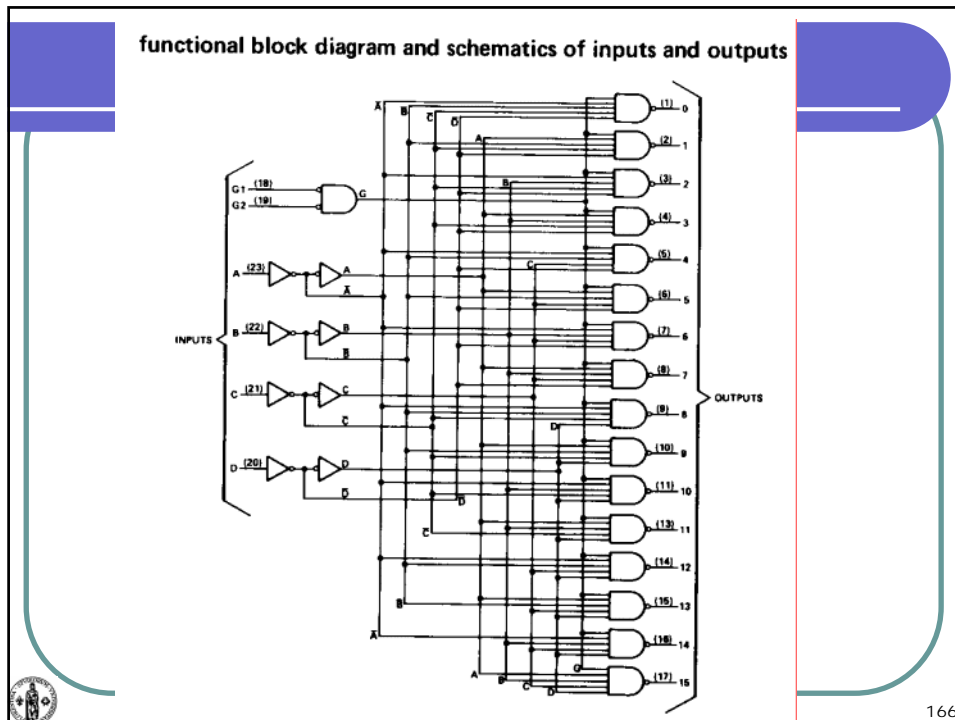 functional block diagram and schematics of inputs and outputs
A̅
B̅
C̅
D̅
(1) 0
A
(2) 1
B
(3) 2
G1 (18)
G
G2 (19)
(4) 3
C
(5) 4
A (23)
A
A̅
(6) 5
INPUTS
B (22)
B
B̅
(7) 6
(8) 7
C (21)
C
C̅
OUTPUTS
(9) 8
D
(10) 9
D (20)
D
D̅
D̅
(11) 10
C̅
(13) 11
(14) 12
B̅
(15) 13
A̅
(16) 14
G
A
B
C
D
(17) 15
166